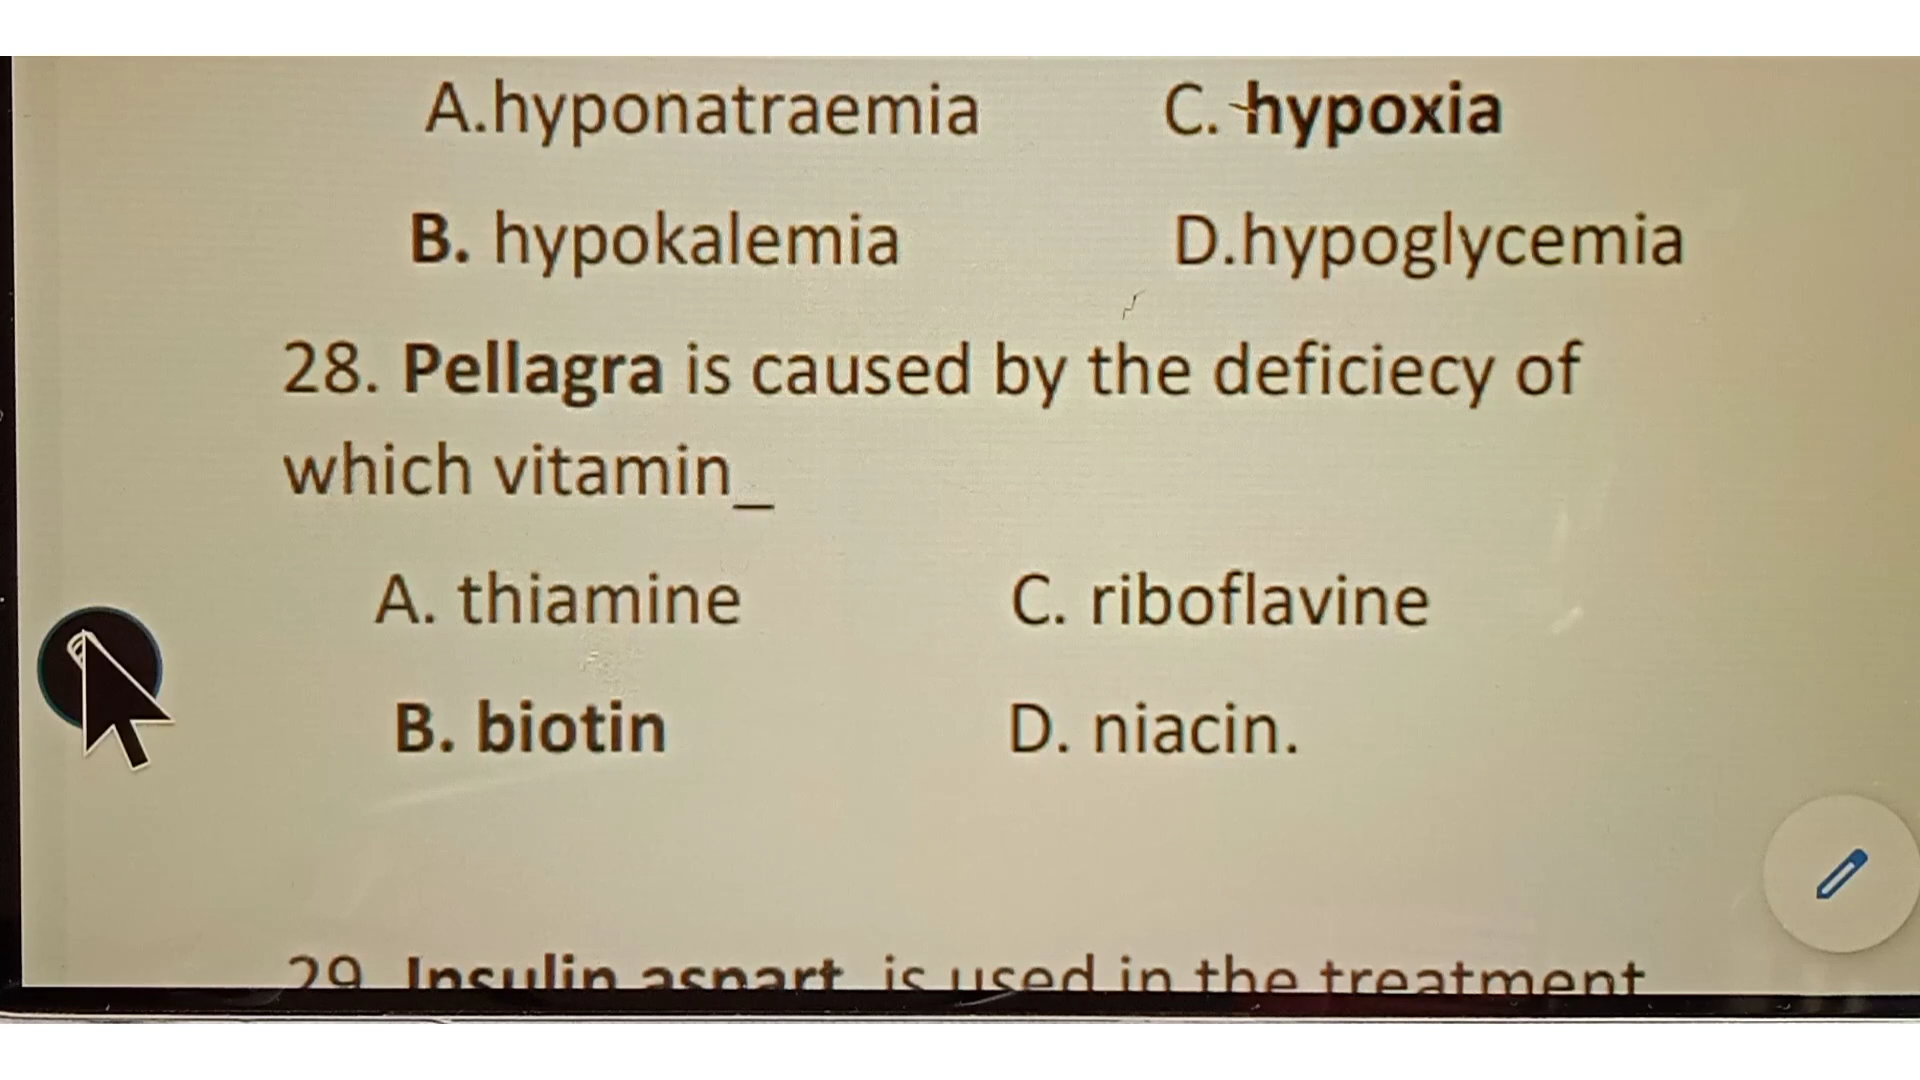 A.hyponatraemia C. hypoxia
B. hypokalemia D.hypoglycemia
28. Pellagra is caused by the deficiecy of
which vitamin_
A. thiamine C. riboflavine
B. biotin D. niacin.
29 Insulin aspart is used in the treatment